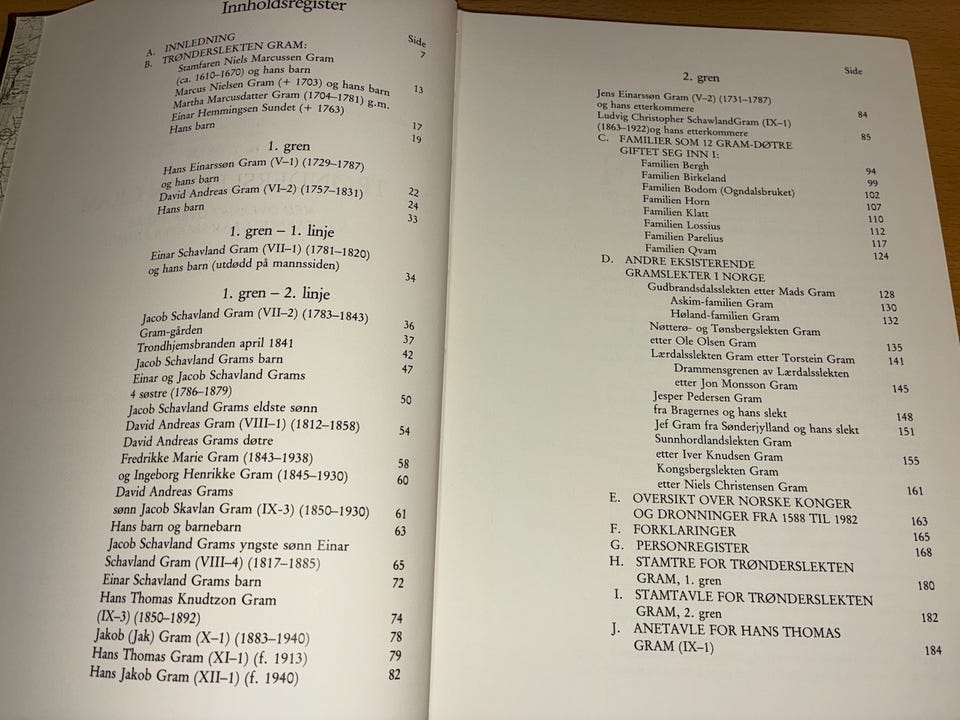 Innholdsregister
Side
A. INNLEDNING 7
B. TRØNDERSLEKTEN GRAM:
Stamfaren Niels Marcussen Gram
(ca. 1610–1670) og hans barn 13
Marcus Nielsen Gram (+ 1703) og hans barn
Martha Marcusdatter Gram (1704–1781) g.m.
Einar Hemmingsen Sundet (+ 1763) 17
Hans barn 19
1. gren
Hans Einarssøn Gram (V–1) (1729–1787)
og hans barn 22
David Andreas Gram (VI–2) (1757–1831) 24
Hans barn 33
1. gren – 1. linje
Einar Schavland Gram (VII–1) (1781–1820)
og hans barn (utdødd på mannssiden) 34
1. gren – 2. linje
Jacob Schavland Gram (VII–2) (1783–1843) 36
Gram-gården 37
Trondhjemsbranden april 1841 42
Jacob Schavland Grams barn 47
Einar og Jacob Schavland Grams
4 søstre (1786–1879) 50
Jacob Schavland Grams eldste sønn
David Andreas Gram (VIII–1) (1812–1858) 54
David Andreas Grams døtre
Fredrikke Marie Gram (1843–1938) 58
og Ingeborg Henrikke Gram (1845–1930) 60
David Andreas Grams
sønn Jacob Skavlan Gram (IX-3) (1850–1930) 61
Hans barn og barnebarn 63
Jacob Schavland Grams yngste sønn Einar
Schavland Gram (VIII–4) (1817–1885) 65
Einar Schavland Grams barn 72
Hans Thomas Knudtzon Gram
(IX–3) (1850–1892) 74
Jakob (Jak) Gram (X–1) (1883–1940) 78
Hans Thomas Gram (XI–1) (f. 1913) 79
Hans Jakob Gram (XII–1) (f. 1940) 82
2. gren Side
Jens Einarssøn Gram (V–2) (1731–1787)
og hans etterkommere 84
Ludvig Christopher SchawlandGram (IX–1)
(1863–1922)og hans etterkommere 85
C. FAMILIER SOM 12 GRAM-DØTRE
GIFTET SEG INN I:
Familien Bergh 94
Familien Birkeland 99
Familien Bodom (Ogndalsbruket) 102
Familien Horn 107
Familien Klatt 110
Familien Lossius 112
Familien Parelius 117
Familien Qvam 124
D. ANDRE EKSISTERENDE
GRAMSLEKTER I NORGE
Gudbrandsdalsslekten etter Mads Gram 128
Askim-familien Gram 130
Høland-familien Gram 132
Nøtterø- og Tønsbergslekten Gram
etter Ole Olsen Gram 135
Lærdalsslekten Gram etter Torstein Gram 141
Drammensgrenen av Lærdalsslekten
etter Jon Monsson Gram 145
Jesper Pedersen Gram
fra Bragernes og hans slekt 148
Jef Gram fra Sønderjylland og hans slekt 151
Sunnhordlandslekten Gram
etter Iver Knudsen Gram 155
Kongsbergslekten Gram
etter Niels Christensen Gram 161
E. OVERSIKT OVER NORSKE KONGER
OG DRONNINGER FRA 1588 TIL 1982 163
F. FORKLARINGER 165
G. PERSONREGISTER 168
H. STAMTRE FOR TRØNDERSLEKTEN
GRAM, 1. gren 180
I. STAMTAVLE FOR TRØNDERSLEKTEN
GRAM, 2. gren 182
J. ANETAVLE FOR HANS THOMAS
GRAM (IX–1) 184